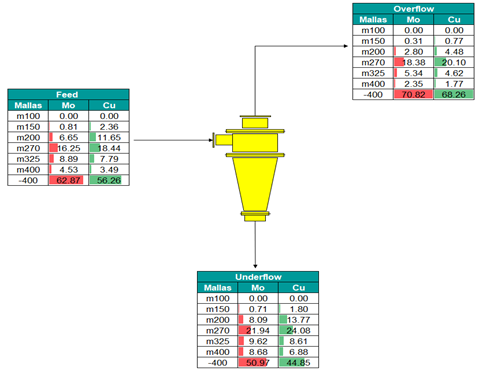 Overflow
Mallas Mo Cu
m100 0.00 0.00
m150 0.31 0.77
m200 2.80 4.48
m270 18.38 20.10
m325 5.34 4.62
m400 2.35 1.77
-400 70.82 68.26
Feed
Mallas Mo Cu
m100 0.00 0.00
m150 0.81 2.36
m200 6.65 11.65
m270 16.25 18.44
m325 8.89 7.79
m400 4.53 3.49
-400 62.87 56.26
Underflow
Mallas Mo Cu
m100 0.00 0.00
m150 0.71 1.80
m200 8.09 13.77
m270 21.94 24.08
m325 9.62 8.61
m400 8.68 6.88
-400 50.97 44.85